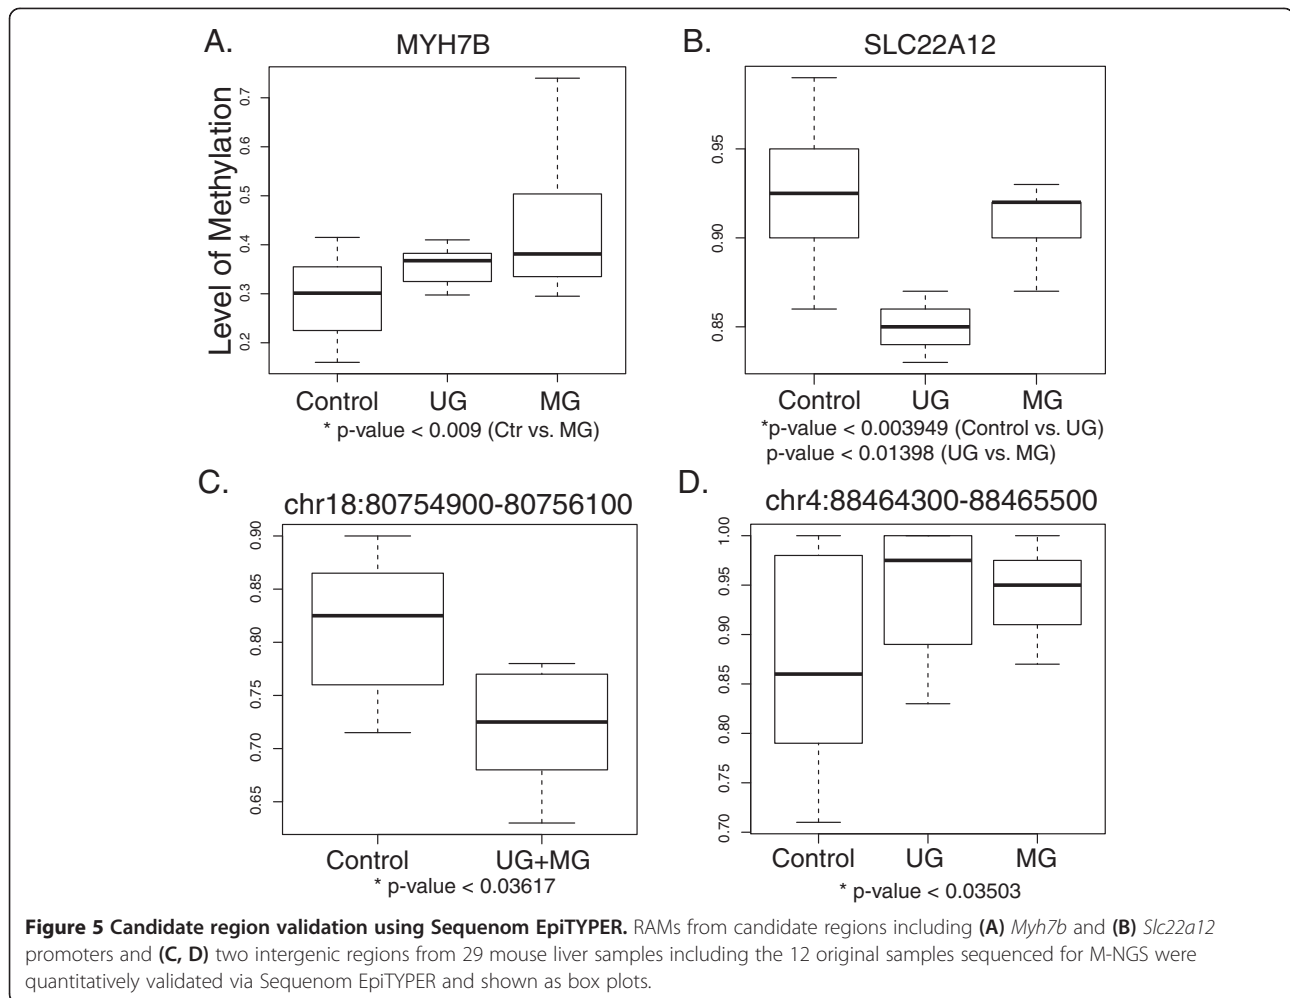 A.
MYH7B
Level of Methylation
0.7
0.6
0.5
0.4
0.3
0.2
Control UG MG
* p-value < 0.009 (Ctr vs. MG)
B.
SLC22A12
0.95
0.90
0.85
Control UG MG
*p-value < 0.003949 (Control vs. UG)
p-value < 0.01398 (UG vs. MG)
C.
chr18:80754900-80756100
0.90
0.85
0.80
0.75
0.70
0.65
Control UG+MG
* p-value < 0.03617
D.
chr4:88464300-88465500
1.00
0.95
0.90
0.85
0.80
0.75
0.70
Control UG MG
* p-value < 0.03503
Figure 5 Candidate region validation using Sequenom EpiTYPER. RAMs from candidate regions including (A) Myh7b and (B) Slc22a12
promoters and (C, D) two intergenic regions from 29 mouse liver samples including the 12 original samples sequenced for M-NGS were
quantitatively validated via Sequenom EpiTYPER and shown as box plots.